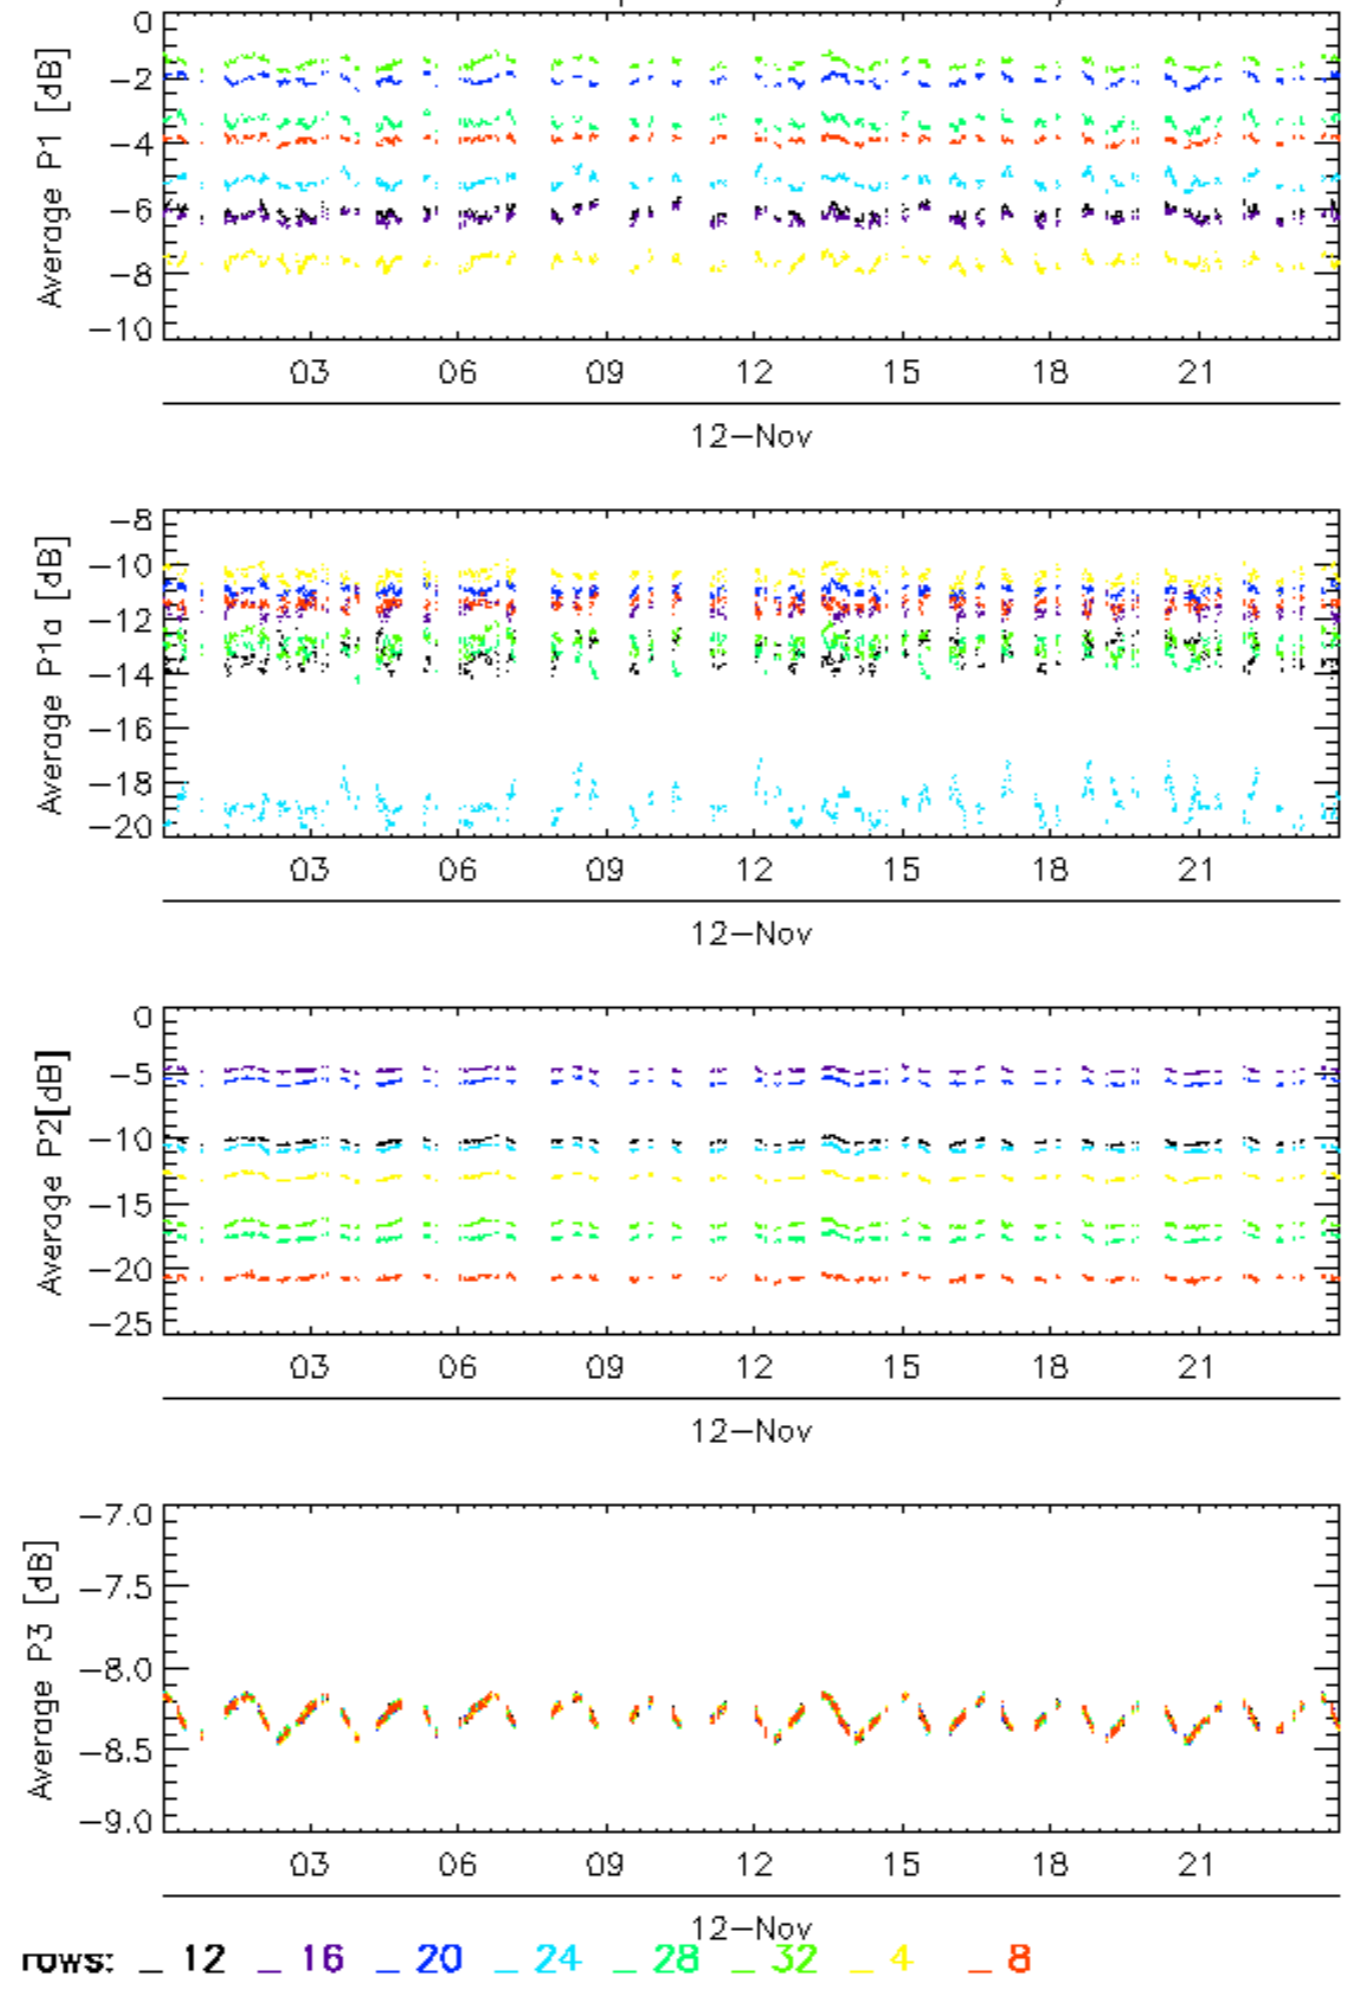 0
−2
−4
−6
−8
−10
Average P1 [dB]
03 06 09 12 15 18 21
12−Nov
−8
−10
−12
−14
−16
−18
−20
Average P1a [dB]
03 06 09 12 15 18 21
12−Nov
0
−5
−10
−15
−20
−25
Average P2[dB]
03 06 09 12 15 18 21
12−Nov
−7.0
−7.5
−8.0
−8.5
−9.0
Average P3 [dB]
03 06 09 12 15 18 21
12−Nov
rows: _ 12 _ 16 _ 20 _ 24 _ 28 _ 32 _ 4 _ 8